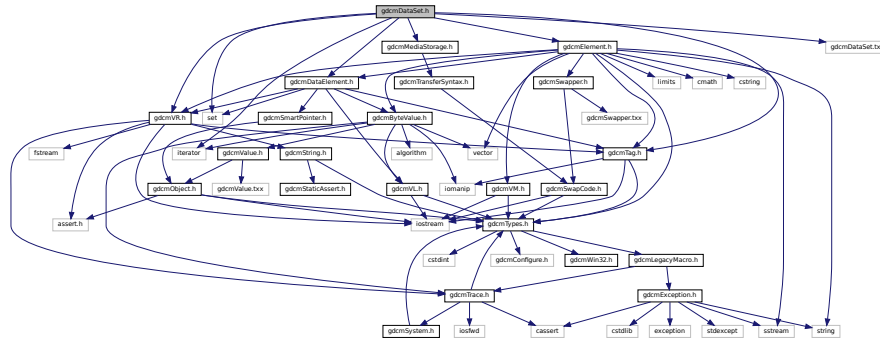 gdcmDataSet.h
gdcmMediaStorage.h
gdcmElement.h
gdcmDataSet.txx
gdcmDataElement.h
gdcmTransferSyntax.h
gdcmSwapper.h
limits
cmath
cstring
gdcmVR.h
set
gdcmSmartPointer.h
gdcmByteValue.h
gdcmSwapper.txx
fstream
iterator
gdcmValue.h
gdcmString.h
algorithm
vector
gdcmTag.h
gdcmObject.h
gdcmValue.txx
gdcmStaticAssert.h
gdcmVL.h
iomanip
gdcmVM.h
gdcmSwapCode.h
assert.h
iostream
gdcmTypes.h
cstdint
gdcmConfigure.h
gdcmWin32.h
gdcmLegacyMacro.h
gdcmTrace.h
gdcmException.h
gdcmSystem.h
iosfwd
cassert
cstdlib
exception
stdexcept
sstream
string